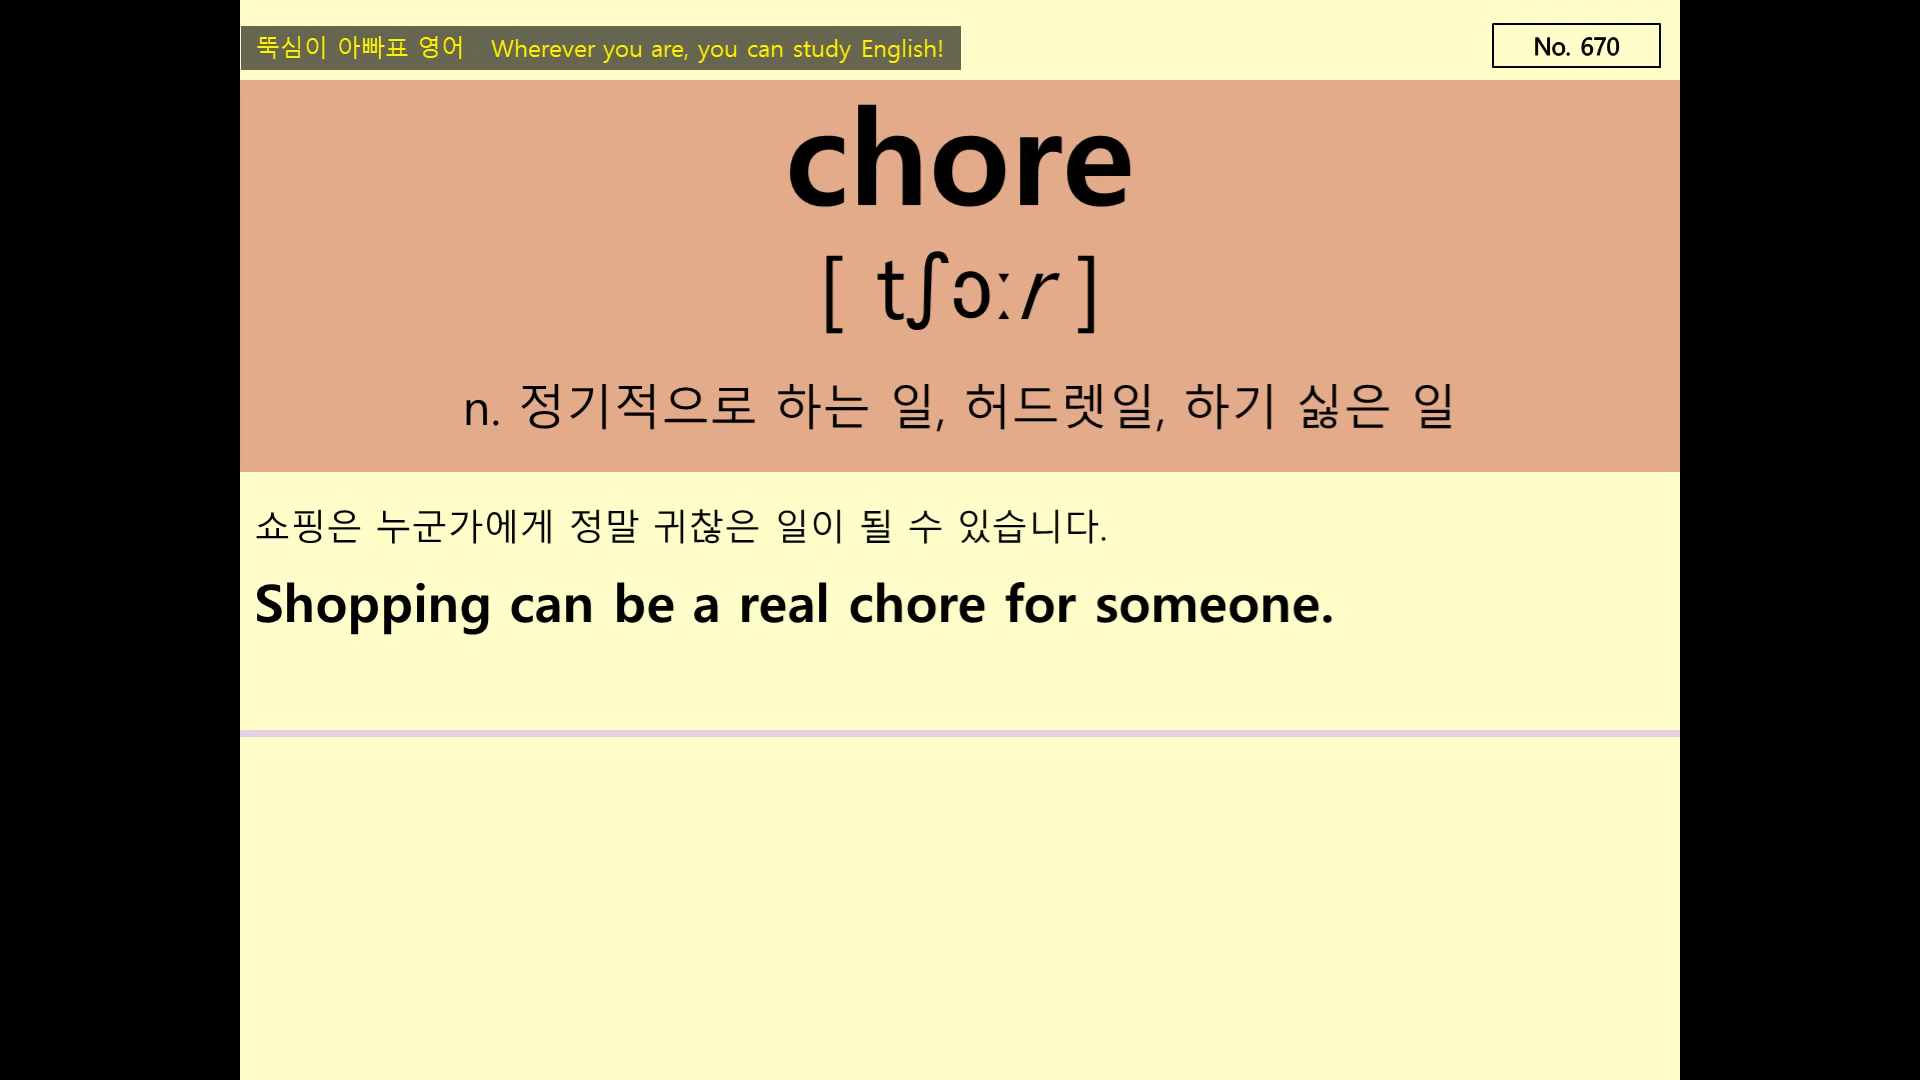 뚝심이 아빠표 영어 Wherever you are, you can study English!
No. 670
chore
[ tʃɔːr ]
n. 정기적으로 하는 일, 허드렛일, 하기 싫은 일
쇼핑은 누군가에게 정말 귀찮은 일이 될 수 있습니다.
Shopping can be a real chore for someone.